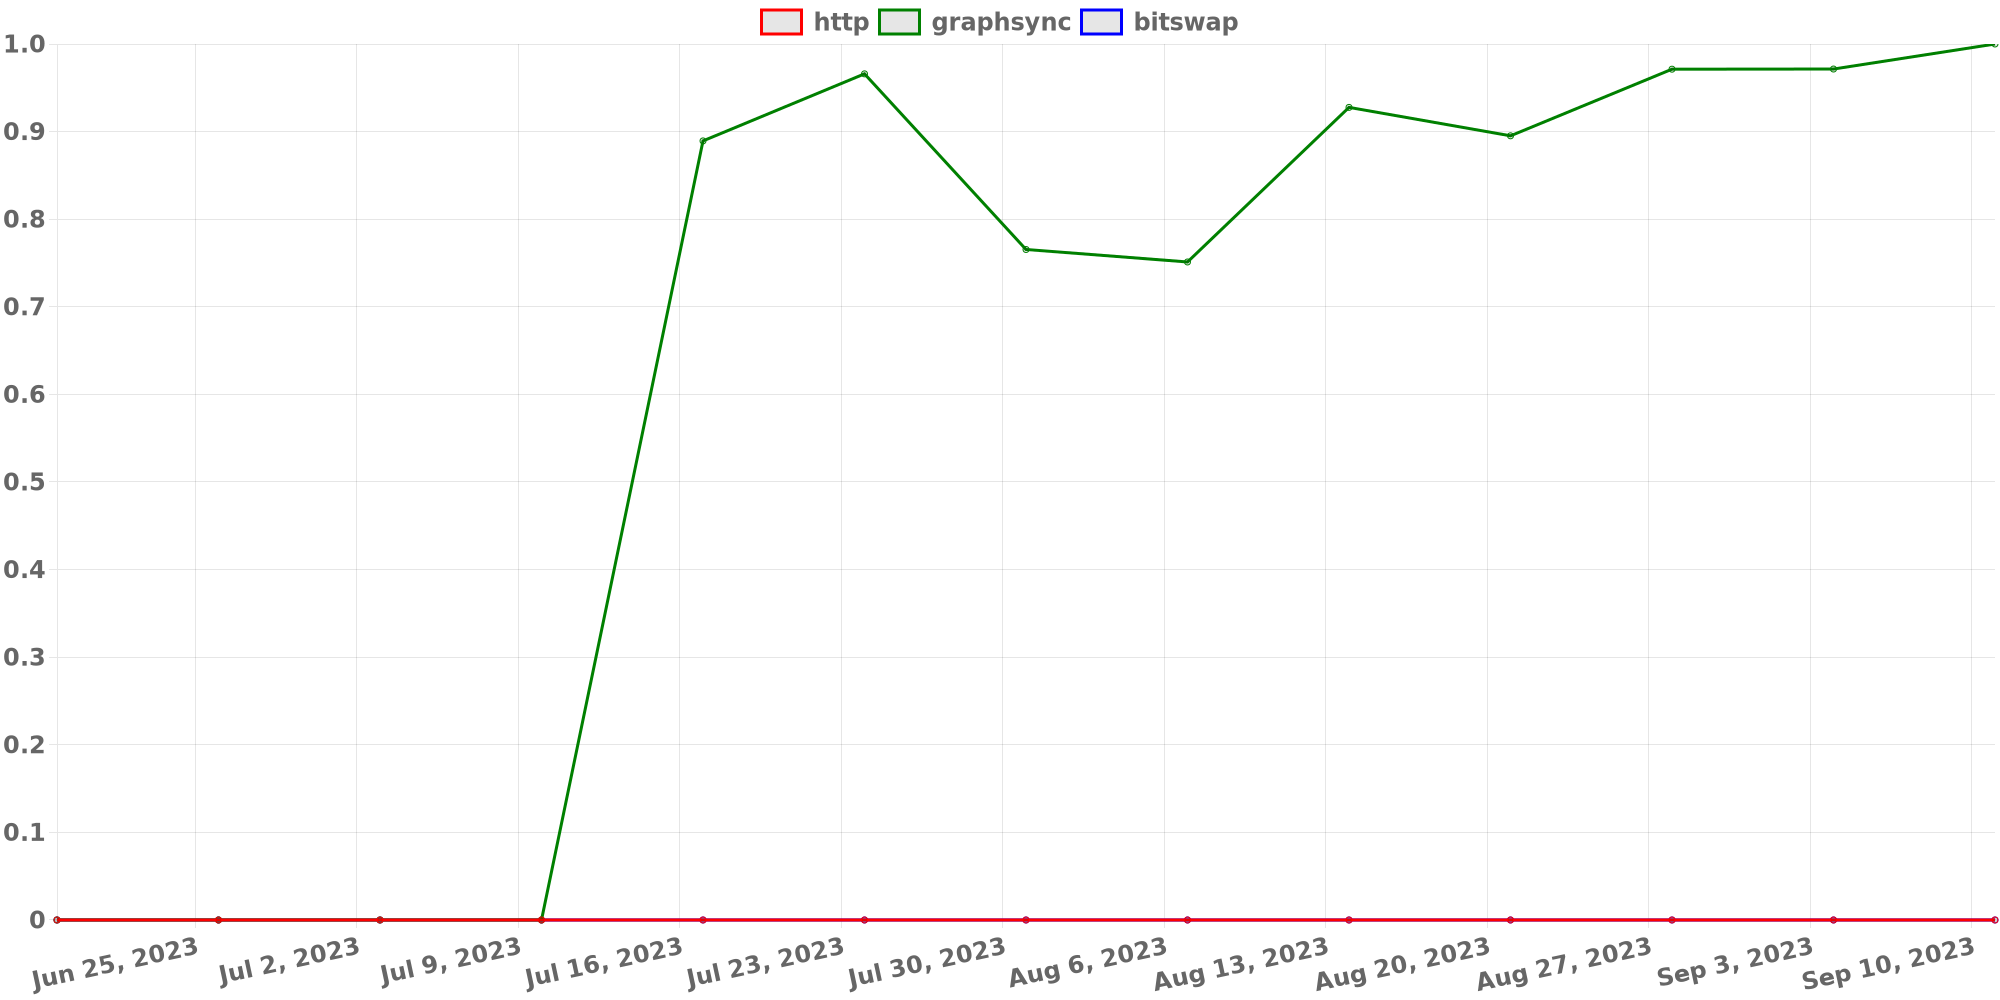 http graphsync bitswap
1.0
0.9
0.8
0.7
0.6
0.5
0.4
0.3
0.2
0.1
0
Jun 25, 2023
Jul 2, 2023
Jul 9, 2023
Jul 16, 2023
Jul 23, 2023
Jul 30, 2023
Aug 6, 2023
Aug 13, 2023
Aug 20, 2023
Aug 27, 2023
Sep 3, 2023
Sep 10, 2023